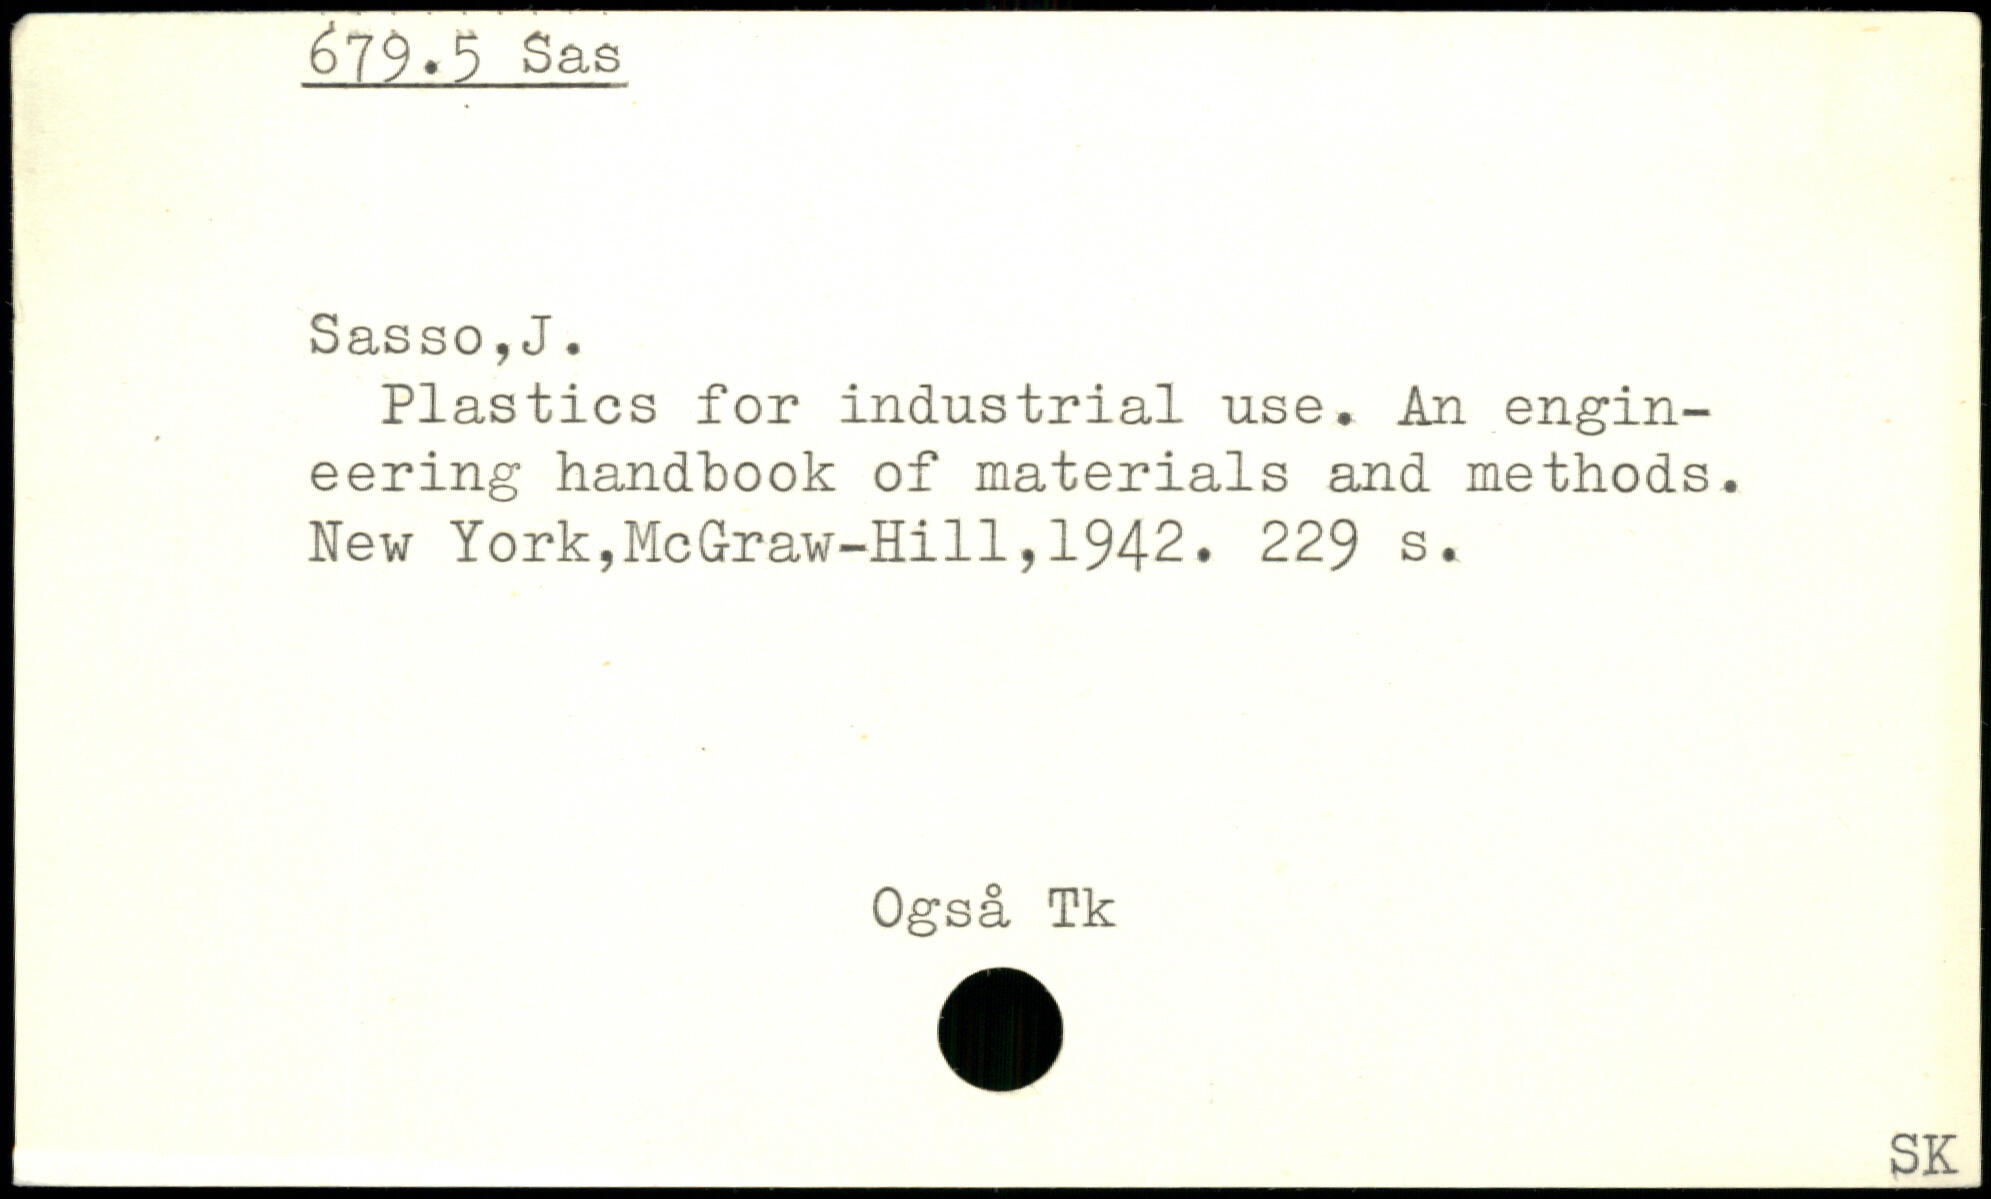 679.5 Sas
Sasso,J.
Plastics for industrial use. An engin-
eering handbook of materials and methods.
New York,McGraw-Hill,1942. 229 s.
Også Tk
SK